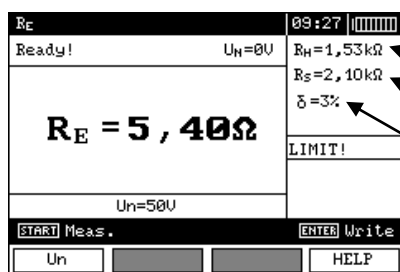 RE 09:27
Ready! UN=0V
RH=1,53kΩ
RS=2,10kΩ
δ=3%
RE = 5,40Ω
LIMIT!
Un=50V
START Meas. ENTER Write
Un HELP